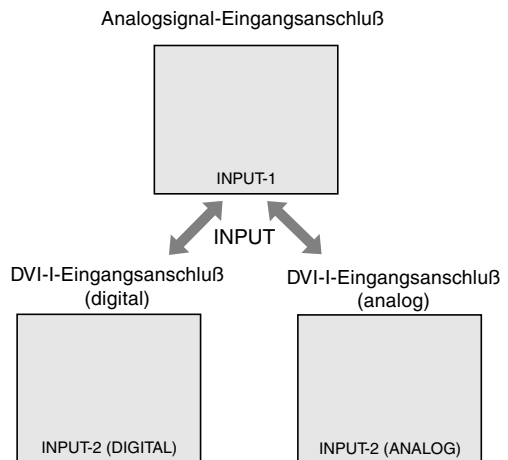 Analogsignal-Eingangsanschluß
INPUT-1
INPUT
DVI-I-Eingangsanschluß
(digital)
DVI-I-Eingangsanschluß
(analog)
INPUT-2 (DIGITAL)
INPUT-2 (ANALOG)